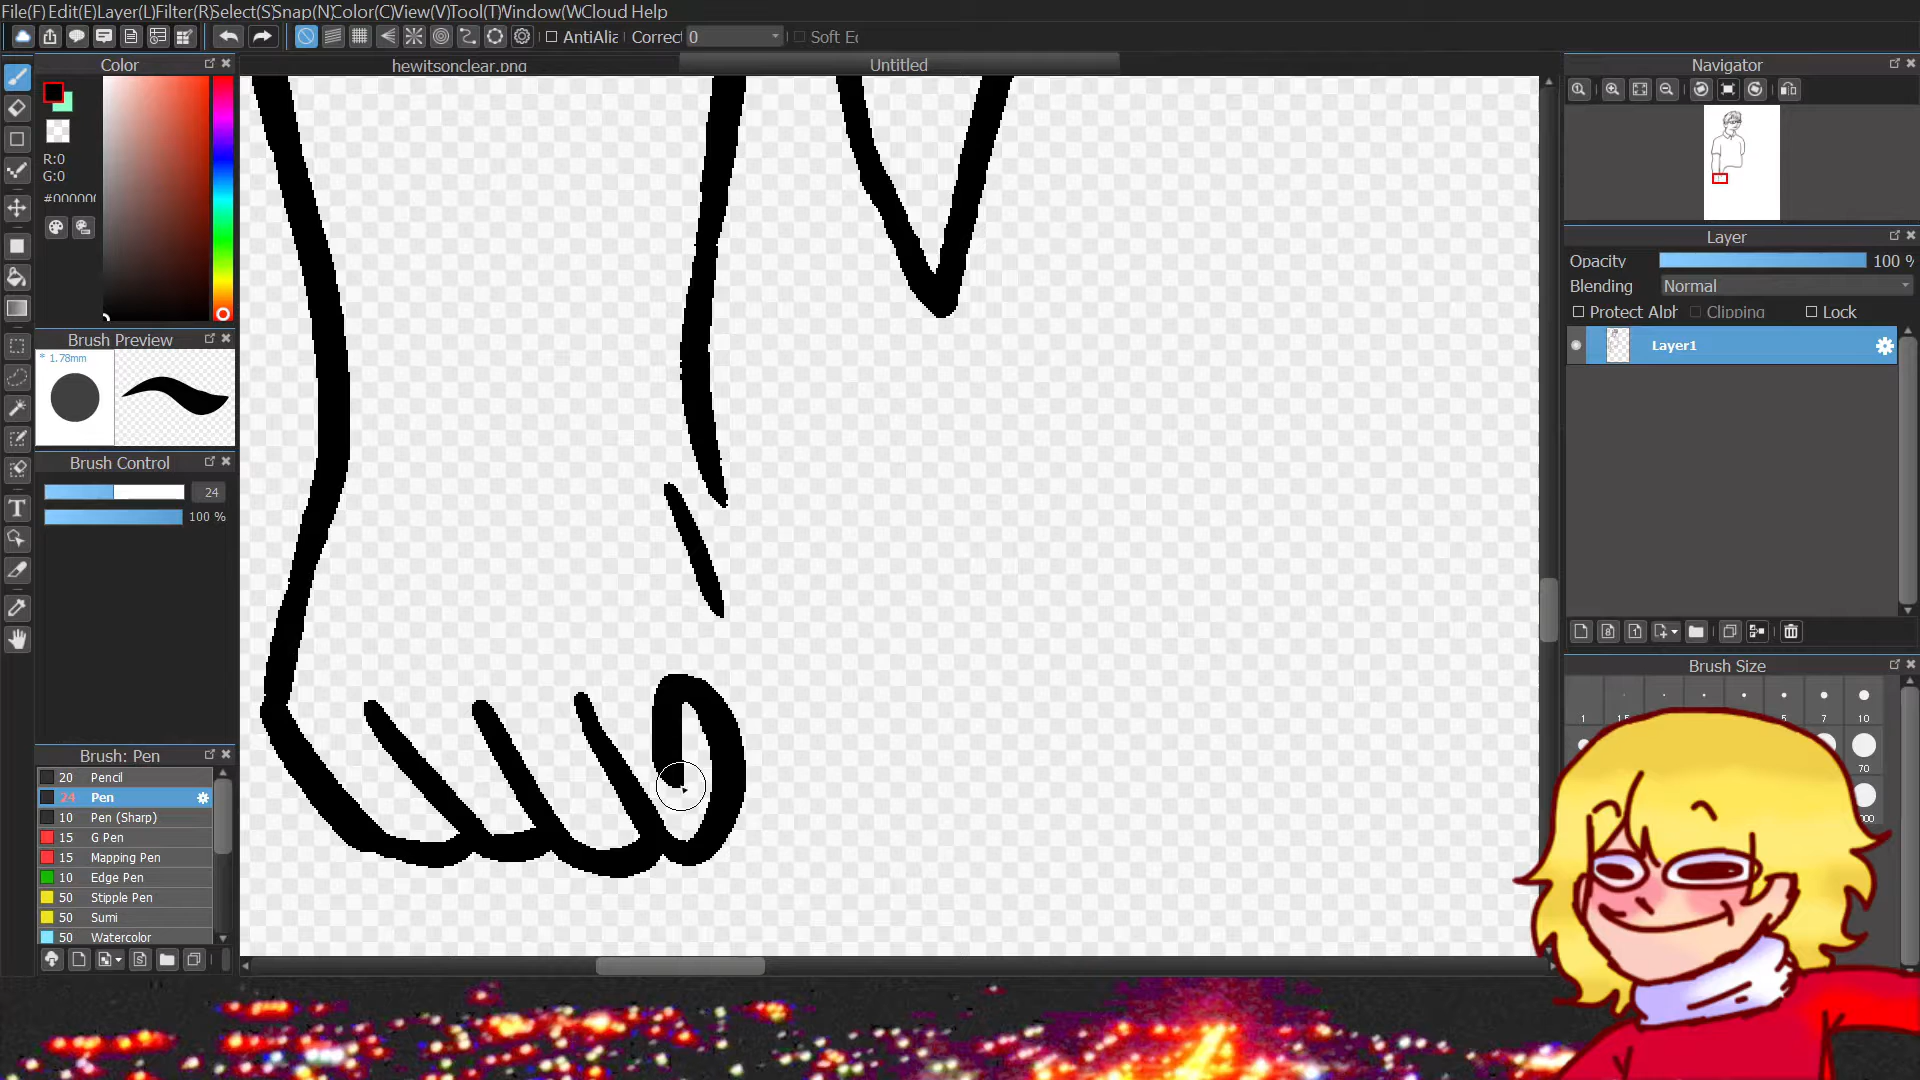 File(F) Edit(E) Layer(L) Filter(R) Select(S) Snap(N) Color(C) View(V) Tool(T) Window(W Cloud Help
AntiAlia Correct 0 Soft Ed
Color hewitsonclear.png Untitled Navigator
R:0
G:0
#000000
Layer
Opacity 100 %
Blending Normal
Protect Alph Clipping Lock
Brush Preview
* 1.78mm
Layer1
Brush Control
24
100 %
Brush Size
1 1.5 5 7 10
70
Brush: Pen
20 Pencil
24 Pen
10 Pen (Sharp)
15 G Pen
15 Mapping Pen
10 Edge Pen
50 Stipple Pen
50 Sumi
50 Watercolor